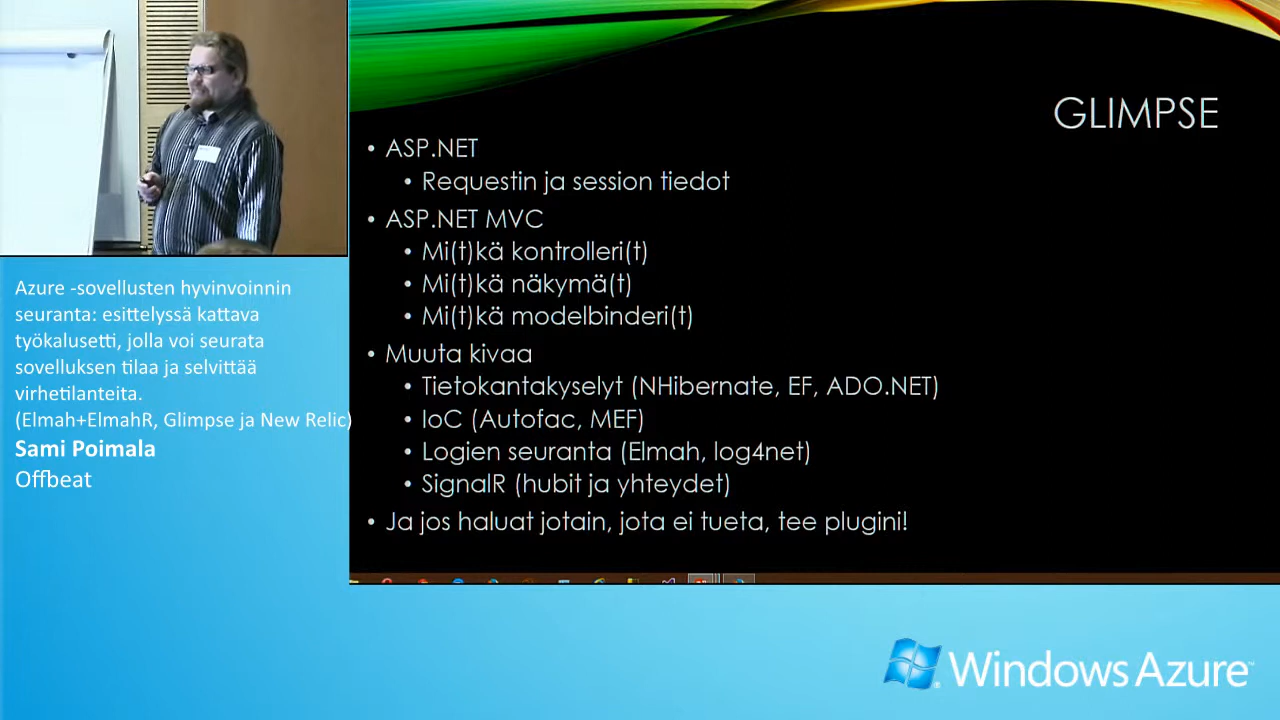 GLIMPSE
• ASP.NET
• Requestin ja session tiedot
• ASP.NET MVC
• Mi(t)kä kontrolleri(t)
• Mi(t)kä näkymä(t)
• Mi(t)kä modelbinderi(t)
• Muuta kivaa
• Tietokantakyselyt (NHibernate, EF, ADO.NET)
• IoC (Autofac, MEF)
• Logien seuranta (Elmah, log4net)
• SignalR (hubit ja yhteydet)
• Ja jos haluat jotain, jota ei tueta, tee plugini!
Azure -sovellusten hyvinvoinnin
seuranta: esittelyssä kattava
työkalusetti, jolla voi seurata
sovelluksen tilaa ja selvittää
virhetilanteita.
(Elmah+ElmahR, Glimpse ja New Relic)
Sami Poimala
Offbeat
Windows Azure™